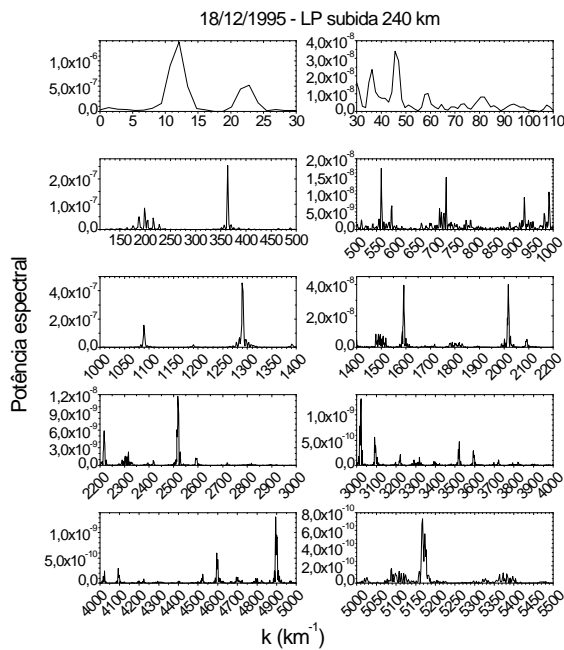 18/12/1995 - LP subida 240 km
1,0x10⁻⁶
5,0x10⁻⁷
0,0
0 5 10 15 20 25 30
4,0x10⁻⁸
3,0x10⁻⁸
2,0x10⁻⁸
1,0x10⁻⁸
0,0
30 40 50 60 70 80 90 100 110
2,0x10⁻⁷
1,0x10⁻⁷
0,0
150 200 250 300 350 400 450 500
2,0x10⁻⁸
1,5x10⁻⁸
1,0x10⁻⁸
5,0x10⁻⁹
0,0
500 550 600 650 700 750 800 850 900 950 1000
4,0x10⁻⁷
2,0x10⁻⁷
0,0
1000 1050 1100 1150 1200 1250 1300 1350 1400
8,0x10⁻⁸
4,0x10⁻⁸
0,0
1400 1500 1600 1700 1800 1900 2000 2100 2200
Potência espectral
1,2x10⁻⁸
9,0x10⁻⁹
6,0x10⁻⁹
3,0x10⁻⁹
0,0
2200 2300 2400 2500 2600 2700 2800 2900 3000
1,0x10⁻⁹
5,0x10⁻¹⁰
0,0
3000 3100 3200 3300 3400 3500 3600 3700 3800 3900 4000
1,0x10⁻⁹
5,0x10⁻¹⁰
0,0
4000 4100 4200 4300 4400 4500 4600 4700 4800 4900 5000
8,0x10⁻¹⁰
6,0x10⁻¹⁰
4,0x10⁻¹⁰
2,0x10⁻¹⁰
0,0
5000 5050 5100 5150 5200 5250 5300 5350 5400 5450 5500
k (km⁻¹)